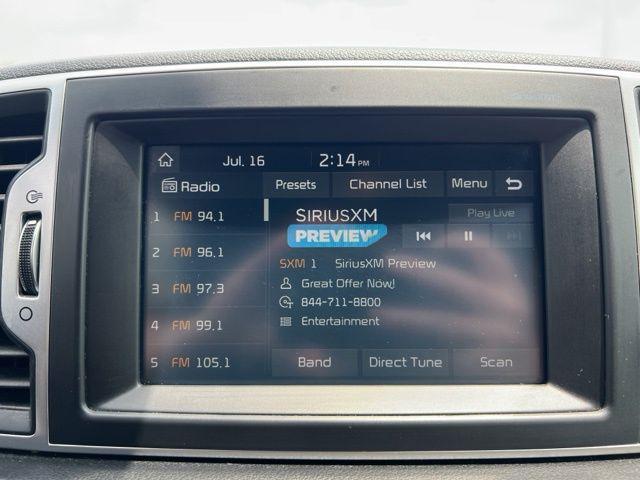 Jul. 16 2:14 PM
Radio Presets Channel List Menu
1 FM 94.1
2 FM 96.1
3 FM 97.3
4 FM 99.1
5 FM 105.1
SIRIUSXM Play Live
PREVIEW
SXM 1 SiriusXM Preview
Great Offer Now!
844-711-8800
Entertainment
Band Direct Tune Scan